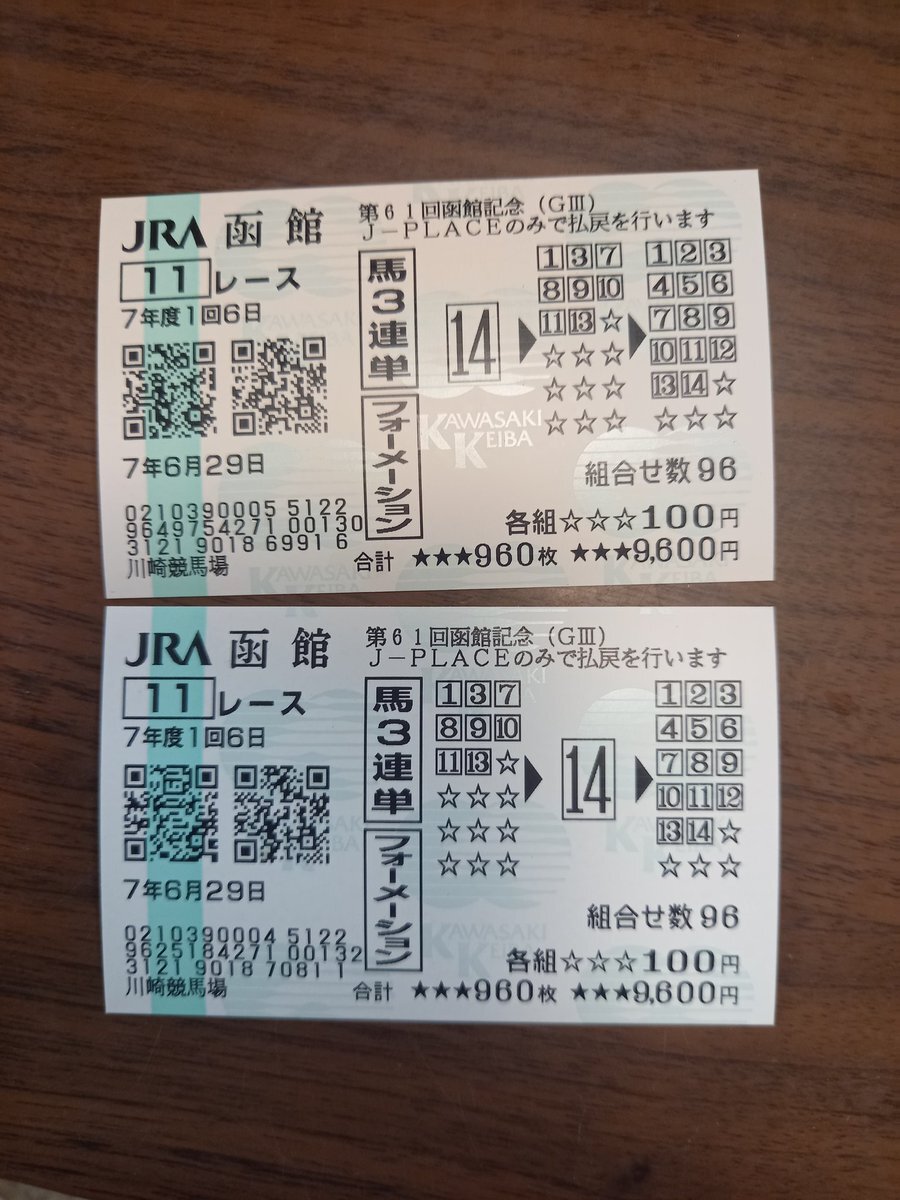 JRA 函館 第61回函館記念(GⅢ)
J-PLACEのみで払戻を行います
11レース
7年度1回6日
馬3連単
フォーメーション
14
1 3 7
8 9 10
11 13 ☆
☆☆☆
☆☆☆
☆☆☆
1 2 3
4 5 6
7 8 9
10 11 12
13 14 ☆
☆☆☆
KAWASAKI
KEIBA
7年6月29日
組合せ数96
0210390005 5122
9649754271 00130
3121 9018 6991 6
川崎競馬場
各組☆☆☆100円
合計 ★★★960枚 ★★★9,600円
JRA 函館 第61回函館記念(GⅢ)
J-PLACEのみで払戻を行います
11レース
7年度1回6日
馬3連単
フォーメーション
1 3 7
8 9 10
11 13 ☆
☆☆☆
☆☆☆
☆☆☆
14
1 2 3
4 5 6
7 8 9
10 11 12
13 14 ☆
☆☆☆
KAWASAKI
KEIBA
7年6月29日
組合せ数96
0210390004 5122
9625184271 00132
3121 9018 7081 1
川崎競馬場
各組☆☆☆100円
合計 ★★★960枚 ★★★9,600円